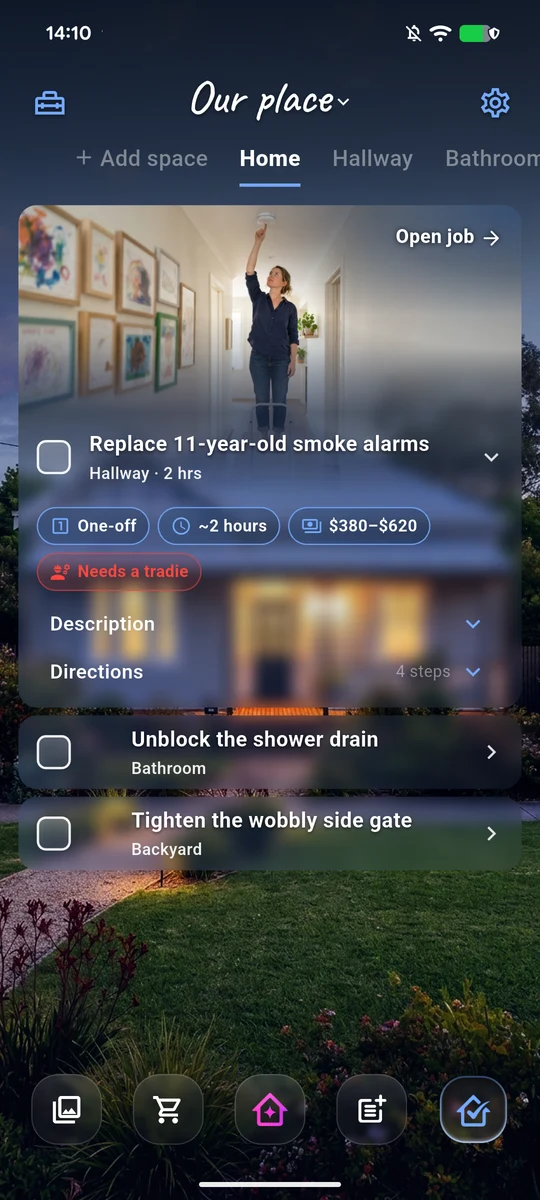 14:10
Our place
+ Add space Home Hallway Bathroom
Open job →
Replace 11-year-old smoke alarms
Hallway · 2 hrs
1 One-off ~2 hours $380–$620
Needs a tradie
Description
Directions 4 steps
Unblock the shower drain
Bathroom
Tighten the wobbly side gate
Backyard